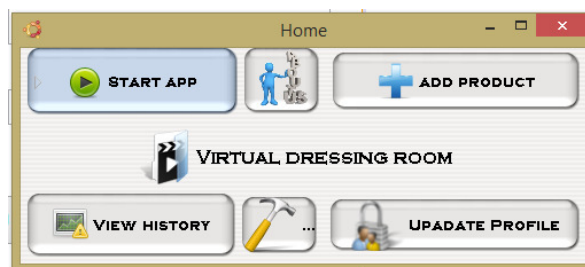 Home
START APP
ADD PRODUCT
VIRTUAL DRESSING ROOM
VIEW HISTORY
...
UPADATE PROFILE